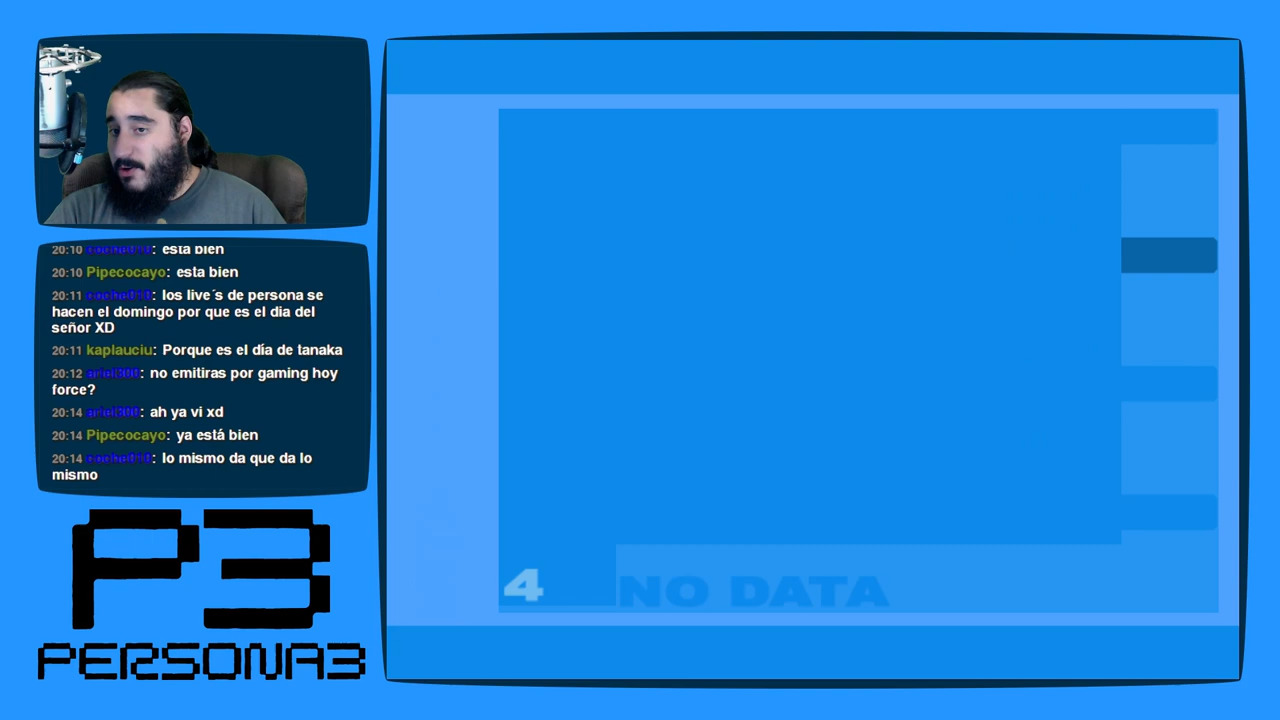 20:10 : esta bien
20:10 Pipecocayo: esta bien
20:11 : los live´s de persona se
hacen el domingo por que es el dia del
señor XD
20:11 kaplauciu: Porque es el día de tanaka
20:12 : no emitiras por gaming hoy
force?
20:14 : ah ya vi xd
20:14 Pipecocayo: ya está bien
20:14 : lo mismo da que da lo
mismo
P3
PERSONA3
4 NO DATA